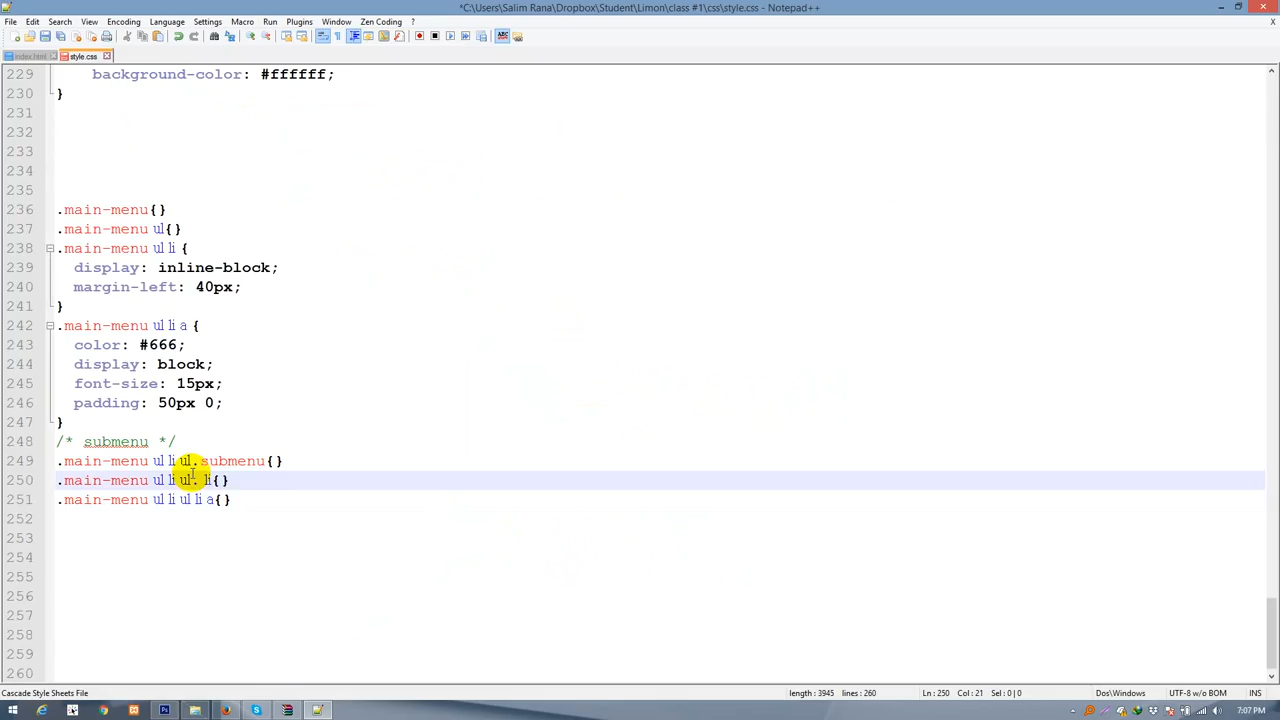 *C:\Users\Salim Rana\Dropbox\Student\Limon\class #1\css\style.css - Notepad++
File Edit Search View Encoding Language Settings Macro Run Plugins Window Zen Coding ? X
index.html style.css
229 background-color: #ffffff;
230 }
231
232
233
234
235
236 .main-menu{}
237 .main-menu ul{}
238 .main-menu ul li {
239 display: inline-block;
240 margin-left: 40px;
241 }
242 .main-menu ul li a {
243 color: #666;
244 display: block;
245 font-size: 15px;
246 padding: 50px 0;
247 }
248 /* submenu */
249 .main-menu ul li ul.submenu{}
250 .main-menu ul li ul. li{}
251 .main-menu ul li ul li a{}
252
253
254
255
256
257
258
259
260
Cascade Style Sheets File length : 3945 lines : 260 Ln : 250 Col : 21 Sel : 0 | 0 Dos\Windows UTF-8 w/o BOM INS
7:07 PM